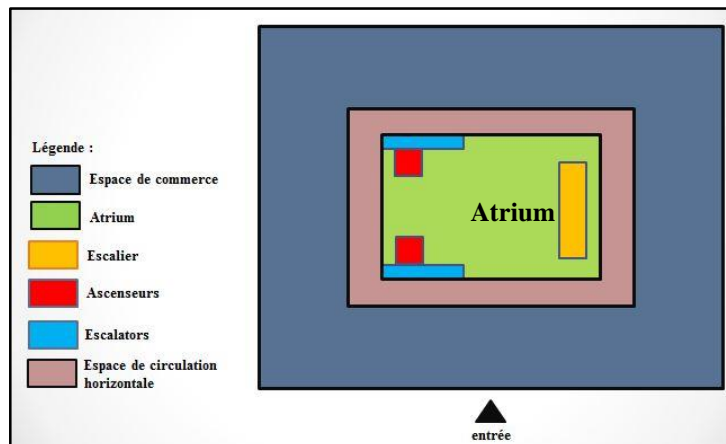 Légende :
Espace de commerce
Atrium
Escalier
Ascenseurs
Escalators
Espace de circulation
horizontale
Atrium
entrée